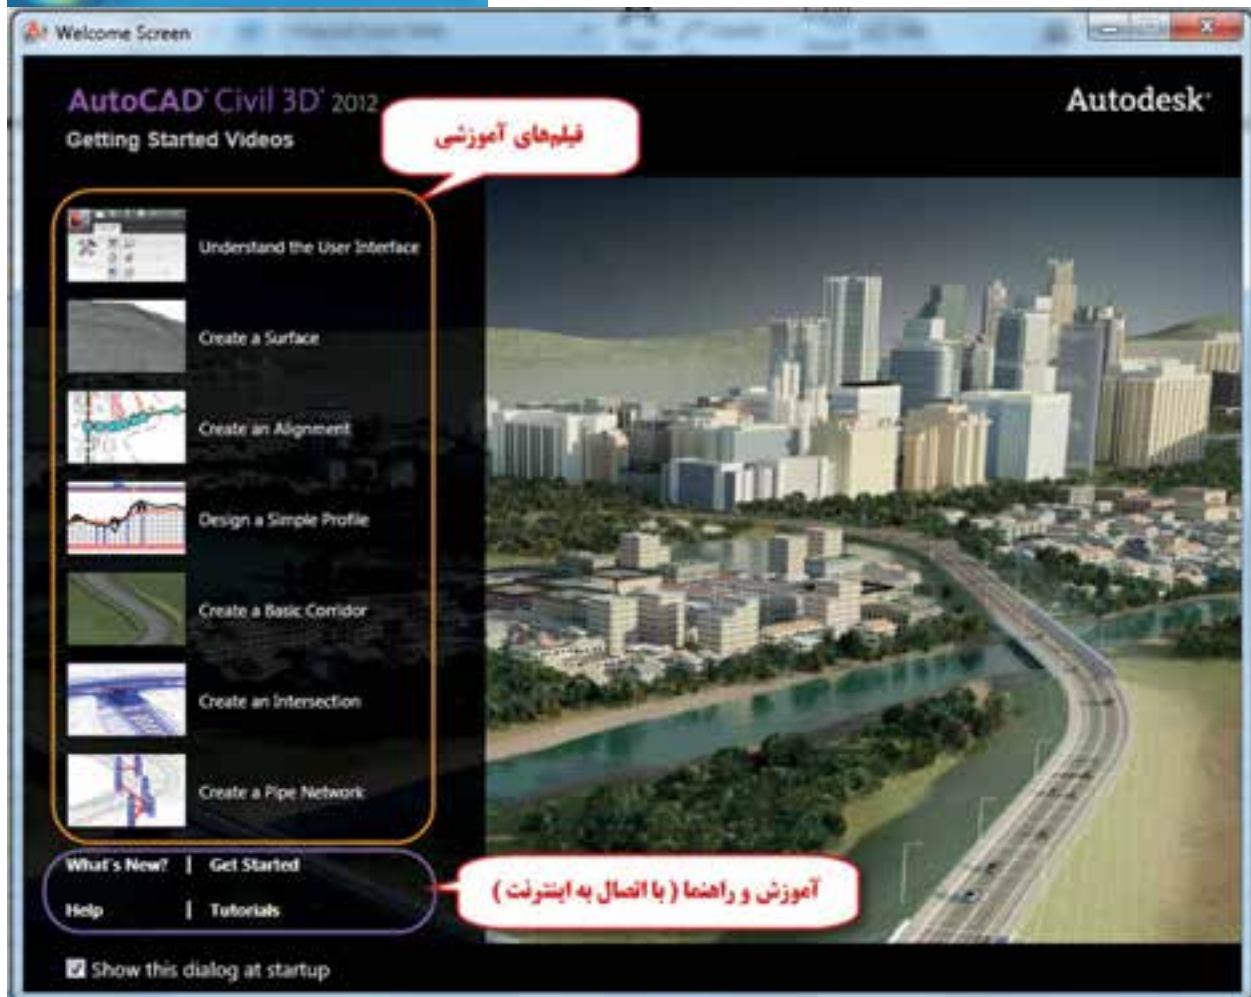 Welcome Screen
AutoCAD Civil 3D 2012
Autodesk
Getting Started Videos
فیلم‌های آموزشی
Understand the User Interface
Create a Surface
Create an Alignment
Design a Simple Profile
Create a Basic Corridor
Create an Intersection
Create a Pipe Network
What's New? | Get Started
Help | Tutorials
آموزش و راهنما ( با اتصال به اینترنت )
Show this dialog at startup